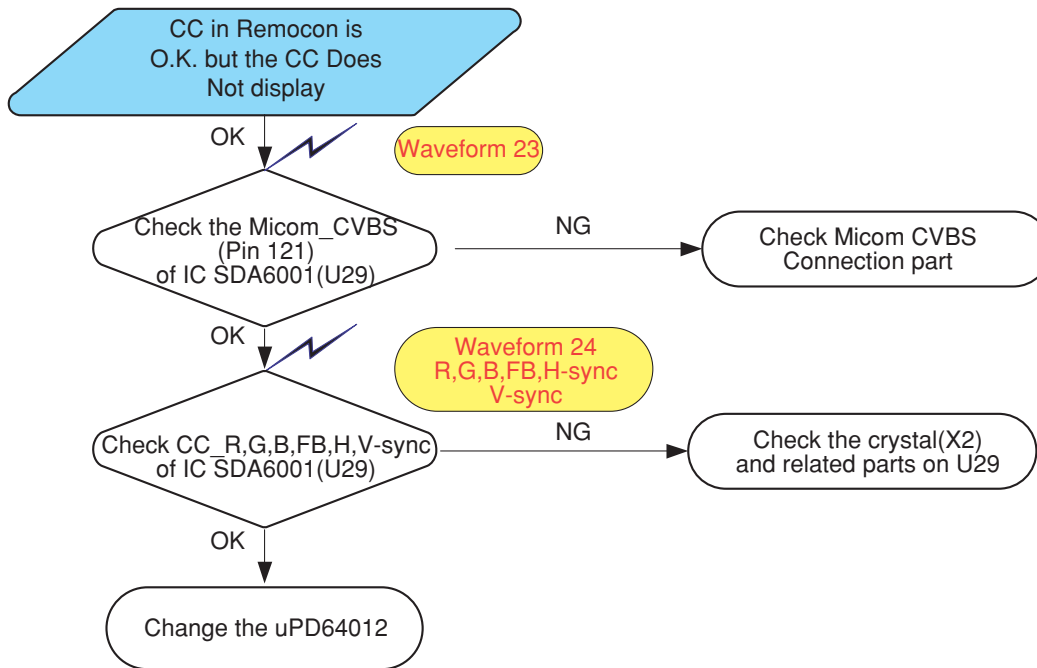 CC in Remocon is
O.K. but the CC Does
Not display
OK
Waveform 23
Check the Micom_CVBS
(Pin 121)
of IC SDA6001(U29)
NG
Check Micom CVBS
Connection part
OK
Waveform 24
R,G,B,FB,H-sync
V-sync
Check CC_R,G,B,FB,H,V-sync
of IC SDA6001(U29)
NG
Check the crystal(X2)
and related parts on U29
OK
Change the uPD64012